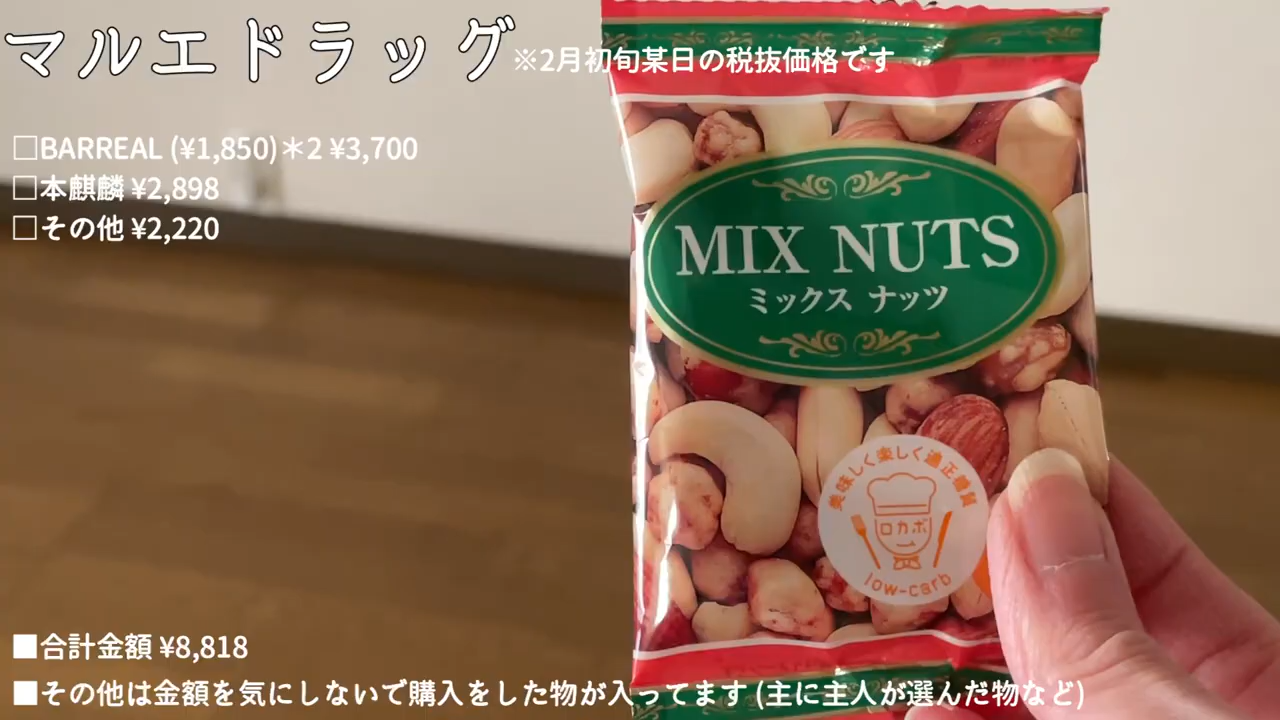 マルエドラッグ※2月初旬某日の税抜価格です
□BARREAL (¥1,850)＊2 ¥3,700
□本麒麟 ¥2,898
□その他 ¥2,220
MIX NUTS
ミックス ナッツ
美味しく楽しく適正糖質
ロカボ
low-carb
■合計金額 ¥8,818
■その他は金額を気にしないで購入をした物が入ってます (主に主人が選んだ物など)